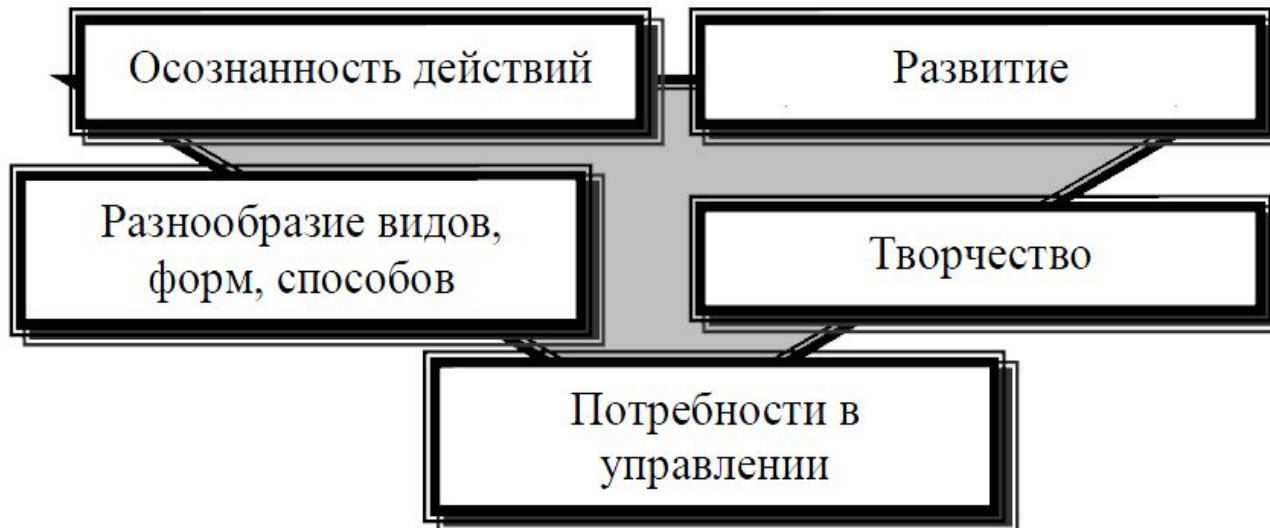 Осознанность действий
Развитие
Разнообразие видов,
форм, способов
Творчество
Потребности в
управлении